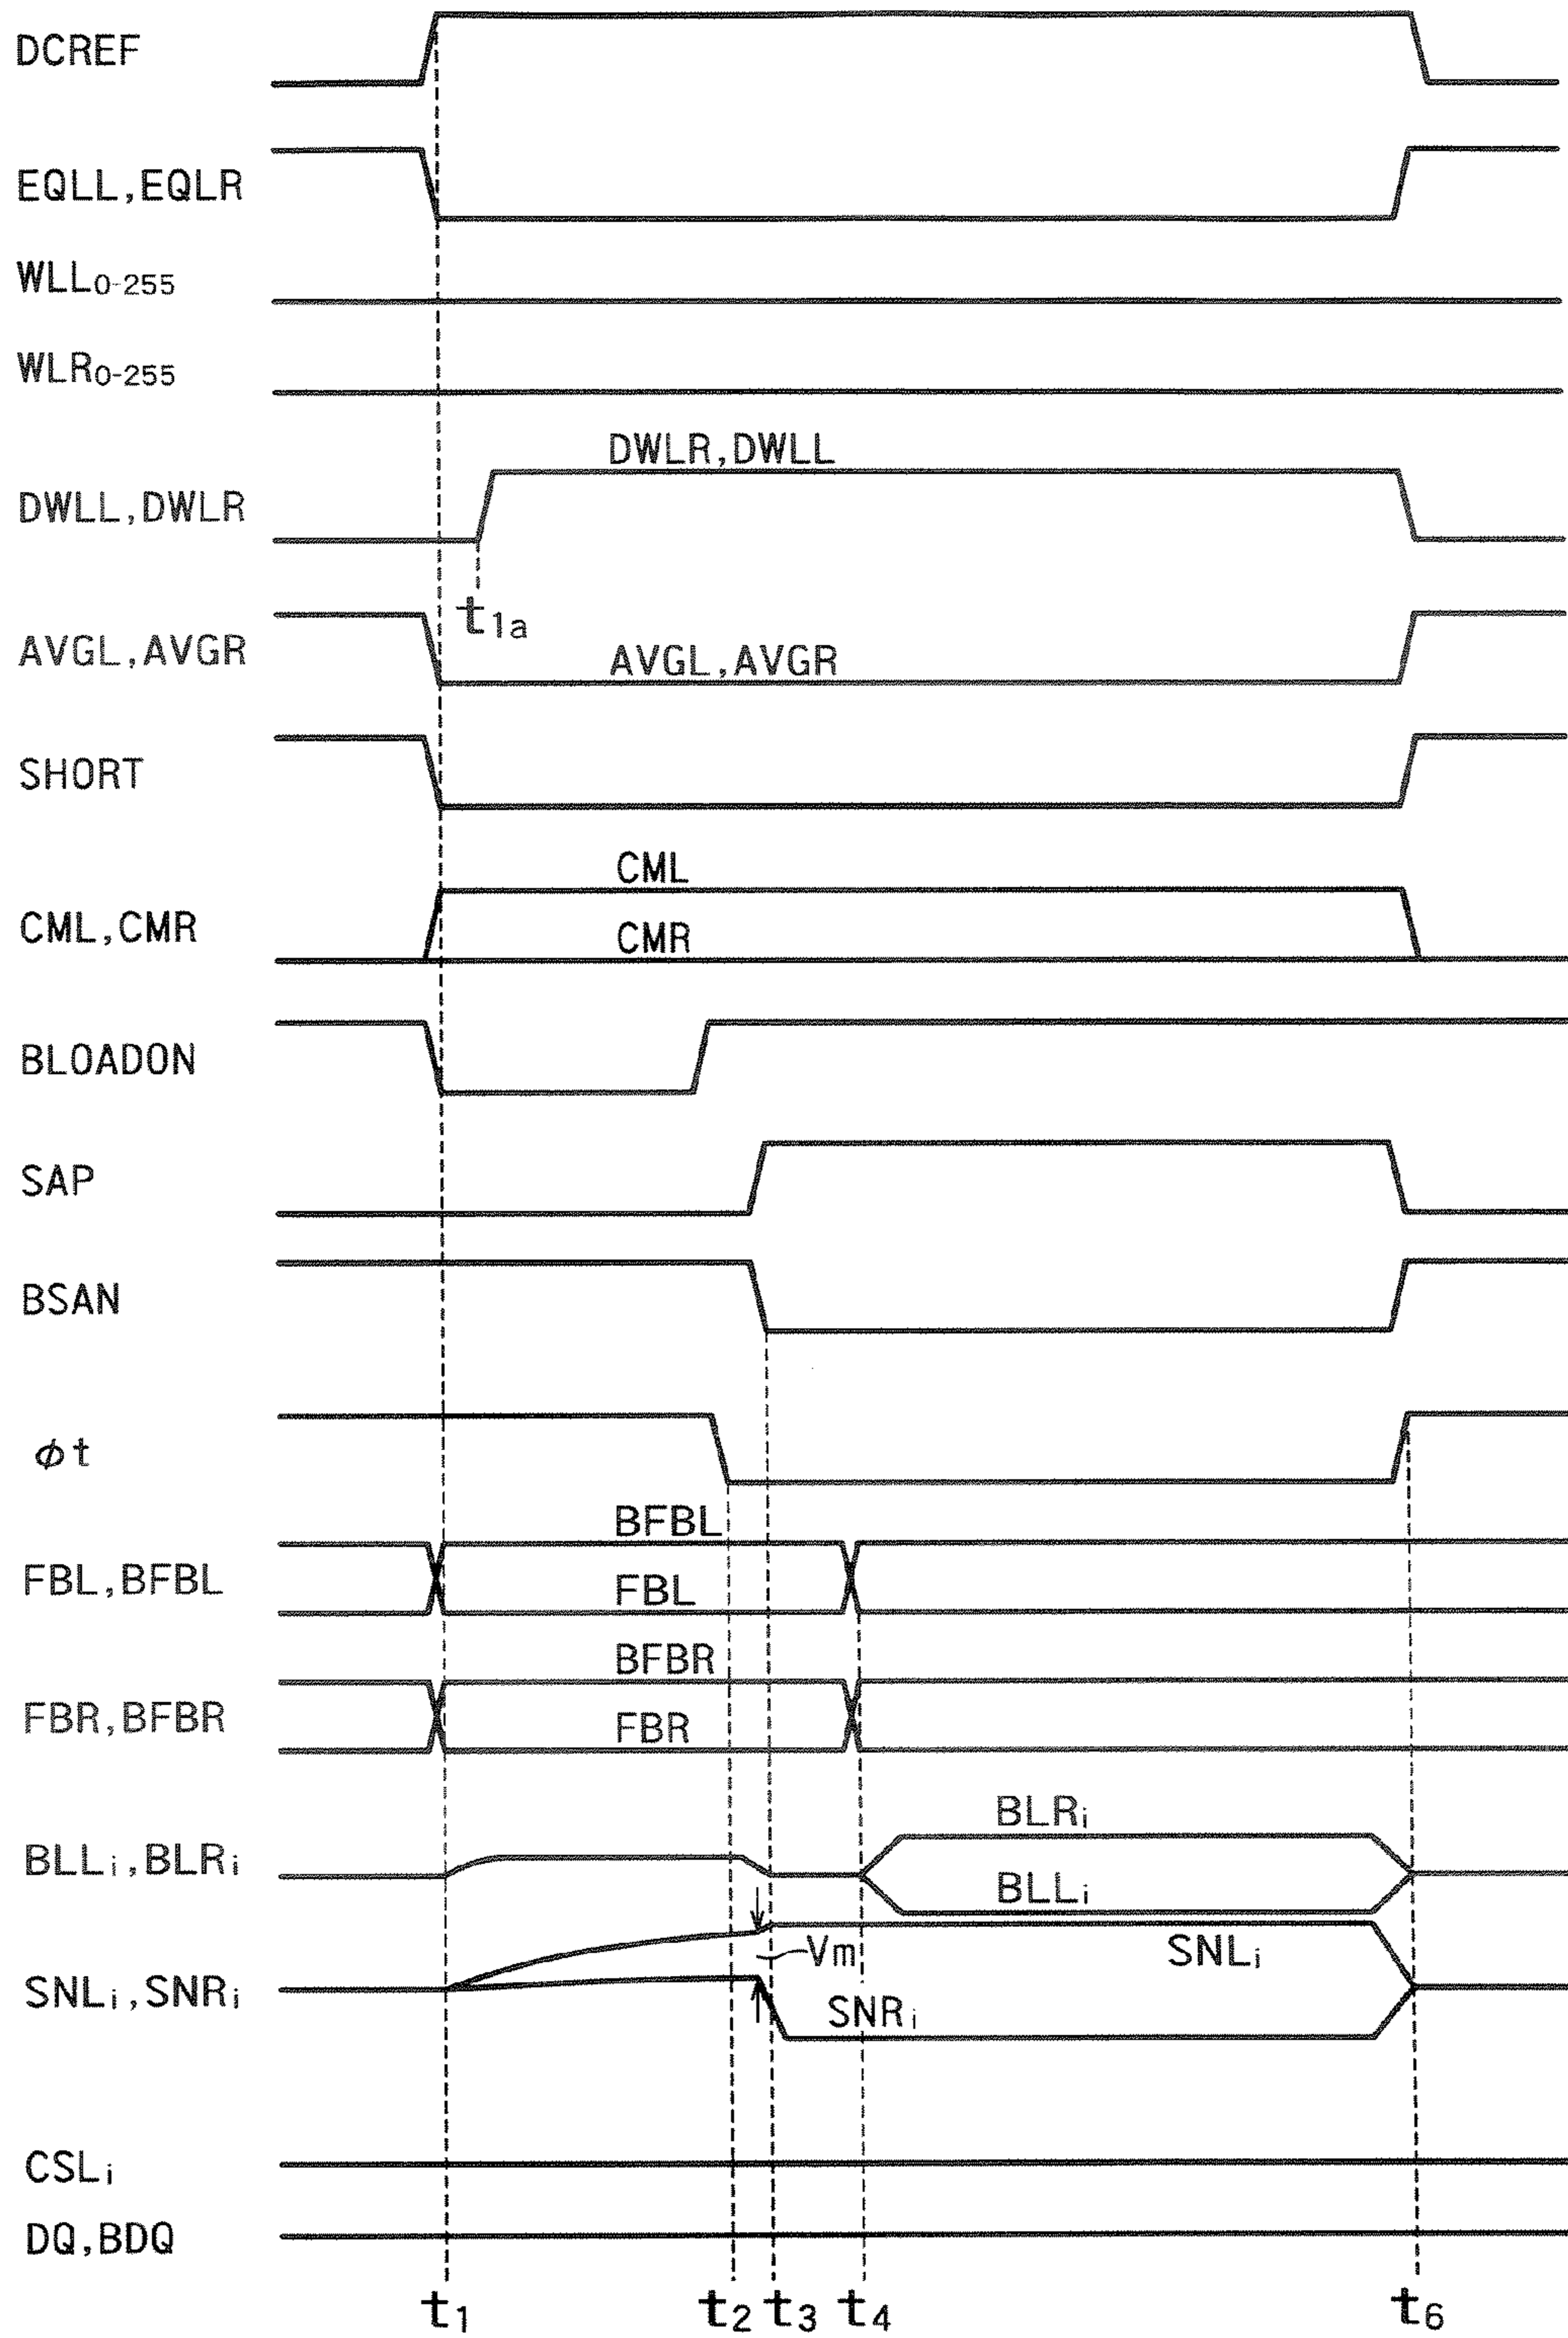 DCREF
EQLL,EQLR
WLL0-255
WLR0-255
DWLR,DWLL
DWLL,DWLR
t1a
AVGL,AVGR
AVGL,AVGR
SHORT
CML
CML,CMR
CMR
BLOADON
SAP
BSAN
φt
BFBL
FBL,BFBL
FBL
BFBR
FBR,BFBR
FBR
BLRi
BLLi,BLRi
BLLi
Vm
SNLi
SNLi,SNRi
SNRi
CSLi
DQ,BDQ
t1 t2 t3 t4 t6